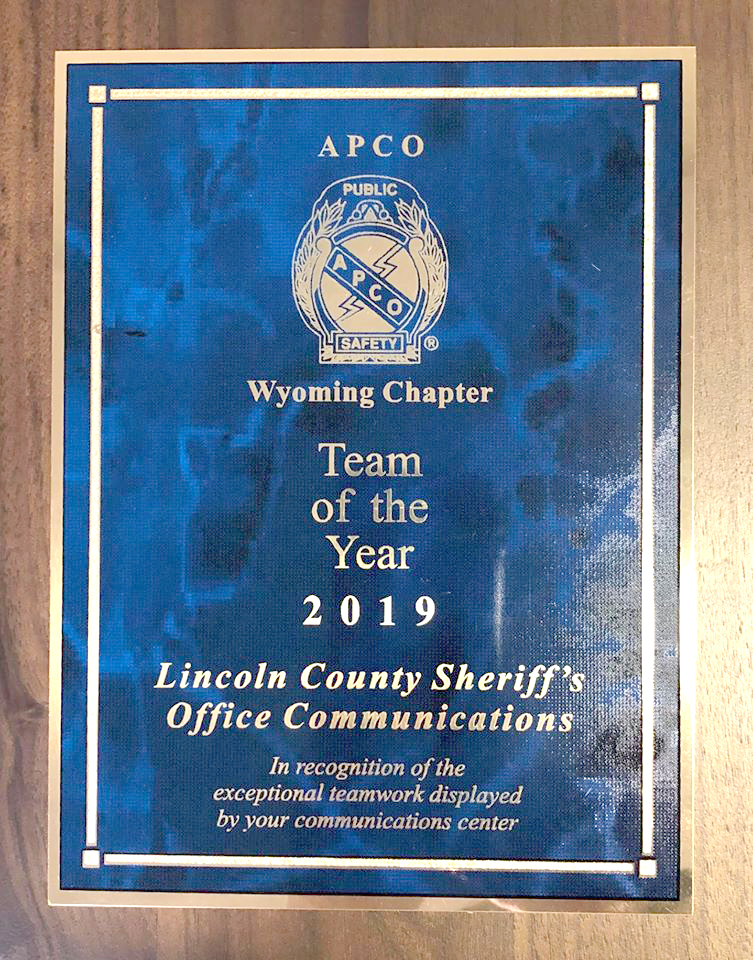 APCO
PUBLIC
APCO
SAFETY ®
Wyoming Chapter
Team
of the
Year
2019
Lincoln County Sheriff's
Office Communications
In recognition of the
exceptional teamwork displayed
by your communications center